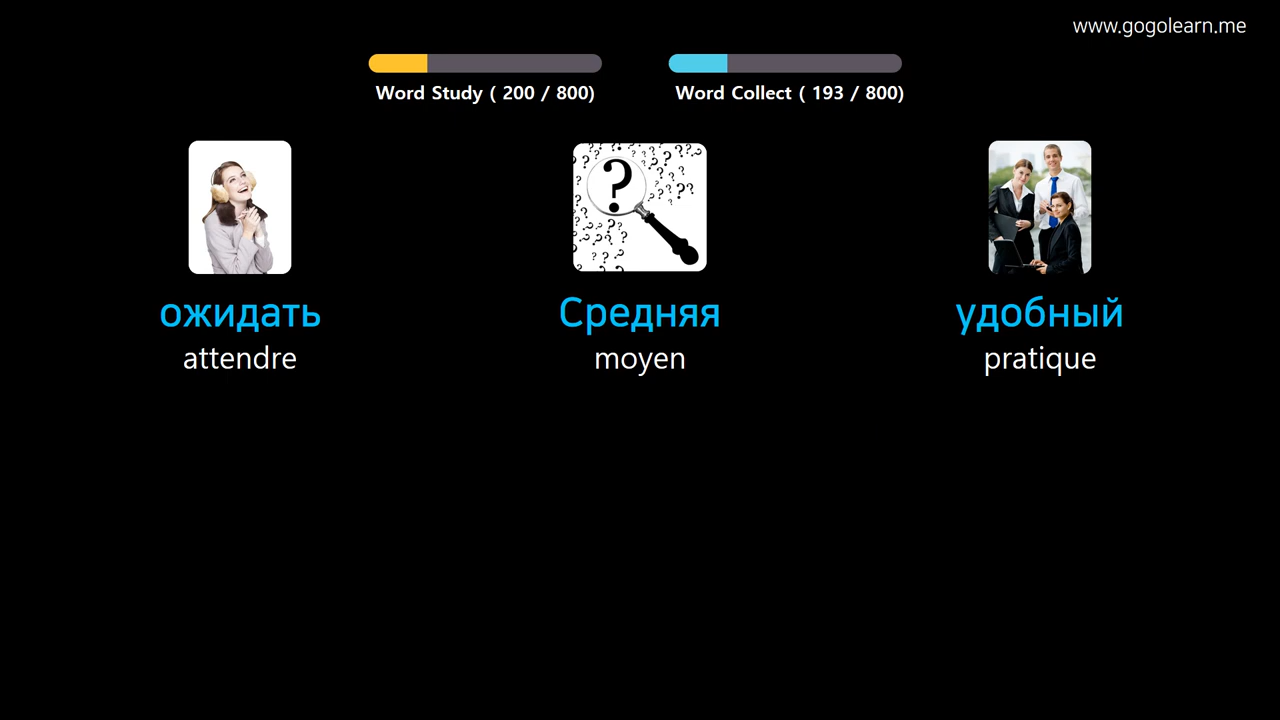 www.gogolearn.me
Word Study ( 200 / 800)
Word Collect ( 193 / 800)
ожидать
attendre
Средняя
moyen
удобный
pratique